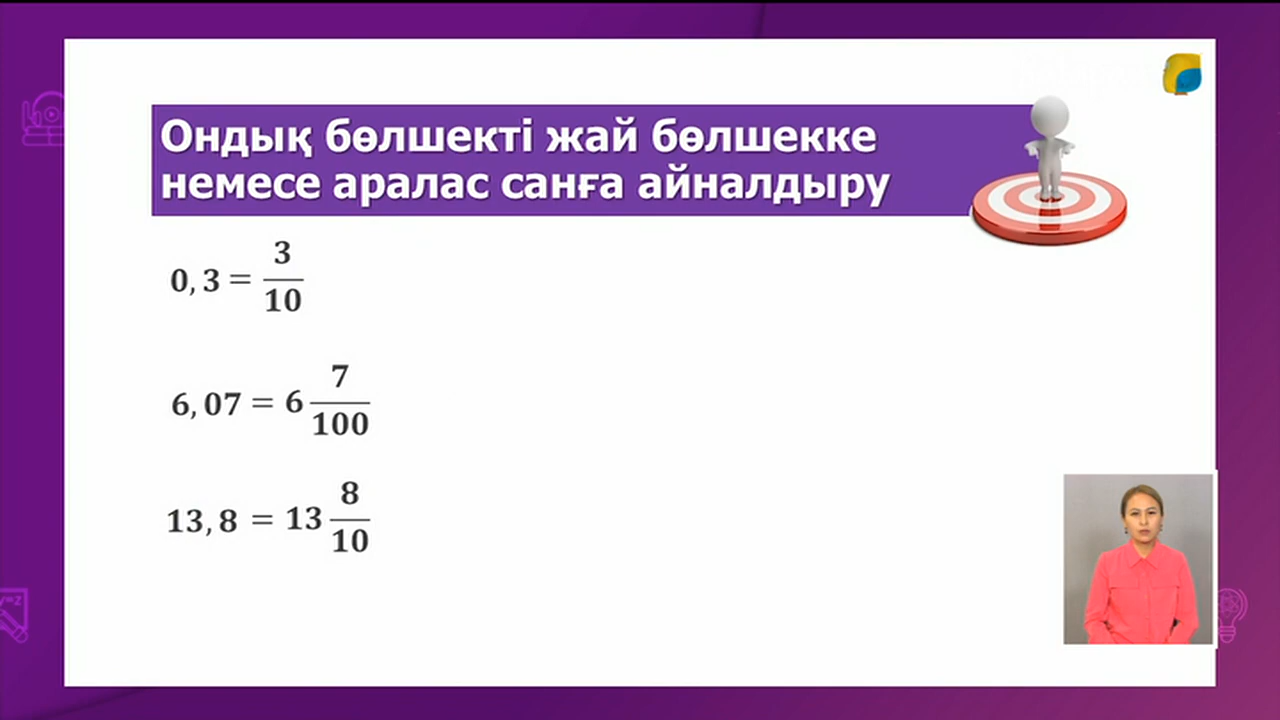 Ондық бөлшекті жай бөлшекке
немесе аралас санға айналдыру
0,3 = 3/10
6,07 = 6 7/100
13,8 = 13 8/10